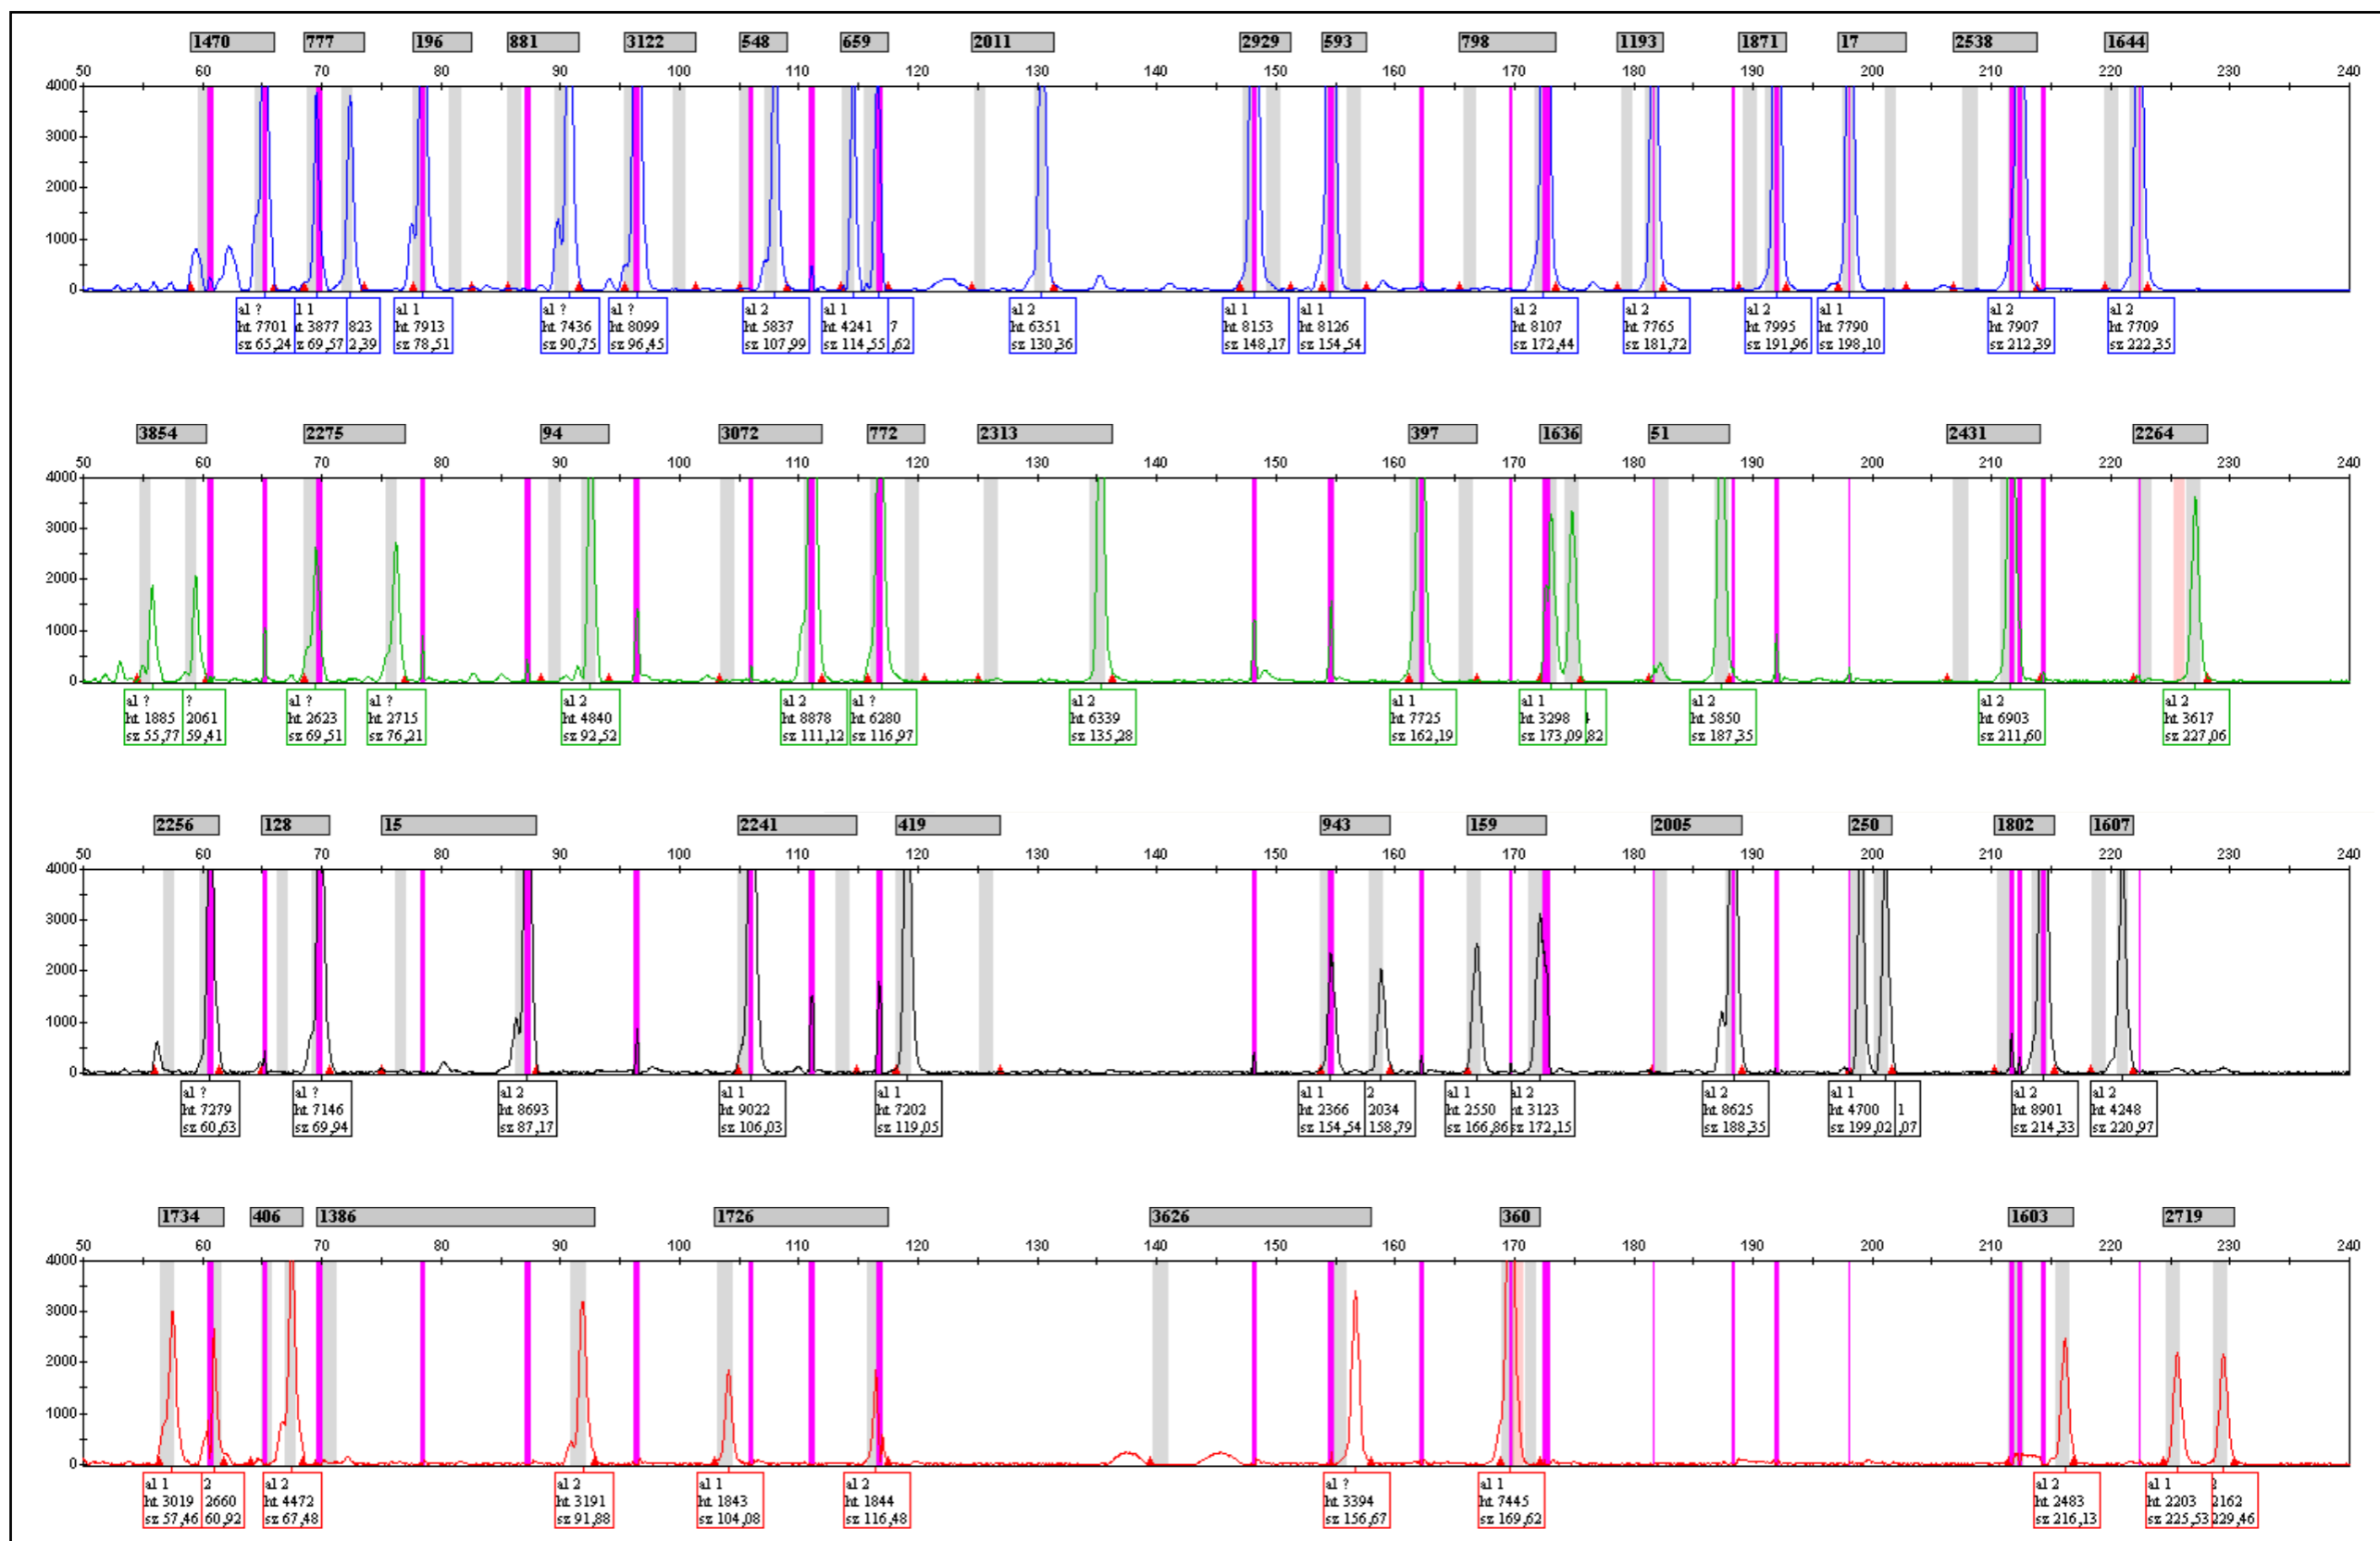 1470 777 196 881 3122 548 659 2011 2929 593 798 1193 1871 17 2538 1644
50 60 70 80 90 100 110 120 130 140 150 160 170 180 190 200 210 220 230 240
4000
3000
2000
1000
0
al ? l 1 al 1 al ? al ? al 2 al 1 al 2 al 1 al 1 al 2 al 2 al 2 al 1 al 2 al 2
ht 7701 t 3877 823 ht 7913 ht 7436 ht 8099 ht 5837 ht 4241 7 ht 6351 ht 8153 ht 8126 ht 8107 ht 7765 ht 7995 ht 7790 ht 7907 ht 7709
sz 65,24 z 69,57 2,39 sz 78,51 sz 90,75 sz 96,45 sz 107,99 sz 114,55 ,62 sz 130,36 sz 148,17 sz 154,54 sz 172,44 sz 181,72 sz 191,96 sz 198,10 sz 212,39 sz 222,35
3854 2275 94 3072 772 2313 397 1636 51 2431 2264
50 60 70 80 90 100 110 120 130 140 150 160 170 180 190 200 210 220 230 240
4000
3000
2000
1000
0
al ? ? al ? al ? al 2 al 2 al ? al 2 al 1 al 1 al 2 al 2 al 2
ht 1885 2061 ht 2623 ht 2715 ht 4840 ht 8878 ht 6280 ht 6339 ht 7725 ht 3298 ht 5850 ht 6903 ht 3617
sz 55,77 59,41 sz 69,51 sz 76,21 sz 92,52 sz 111,12 sz 116,97 sz 135,28 sz 162,19 sz 173,09 ,82 sz 187,35 sz 211,60 sz 227,06
2256 128 15 2241 419 943 159 2005 250 1802 1607
50 60 70 80 90 100 110 120 130 140 150 160 170 180 190 200 210 220 230 240
4000
3000
2000
1000
0
al ? al ? al 2 al 1 al 1 al 1 2 al 1 al 2 al 2 al 1 al 2 al 2
ht 7279 ht 7146 ht 8693 ht 9022 ht 7202 ht 2366 2034 ht 2550 ht 3123 ht 8625 ht 4700 1 ht 8901 ht 4248
sz 60,63 sz 69,94 sz 87,17 sz 106,03 sz 119,05 sz 154,54 158,79 sz 166,86 sz 172,15 sz 188,35 sz 199,02 ,07 sz 214,33 sz 220,97
1734 406 1386 1726 3626 360 1603 2719
50 60 70 80 90 100 110 120 130 140 150 160 170 180 190 200 210 220 230 240
4000
3000
2000
1000
0
al 1 2 al 2 al 2 al 1 al 2 al ? al 1 al 2 al 1
ht 3019 2660 ht 4472 ht 3191 ht 1843 ht 1844 ht 3394 ht 7445 ht 2483 ht 2203 2162
sz 57,46 60,92 sz 67,48 sz 91,88 sz 104,08 sz 116,48 sz 156,67 sz 169,62 sz 216,13 sz 225,53 229,46